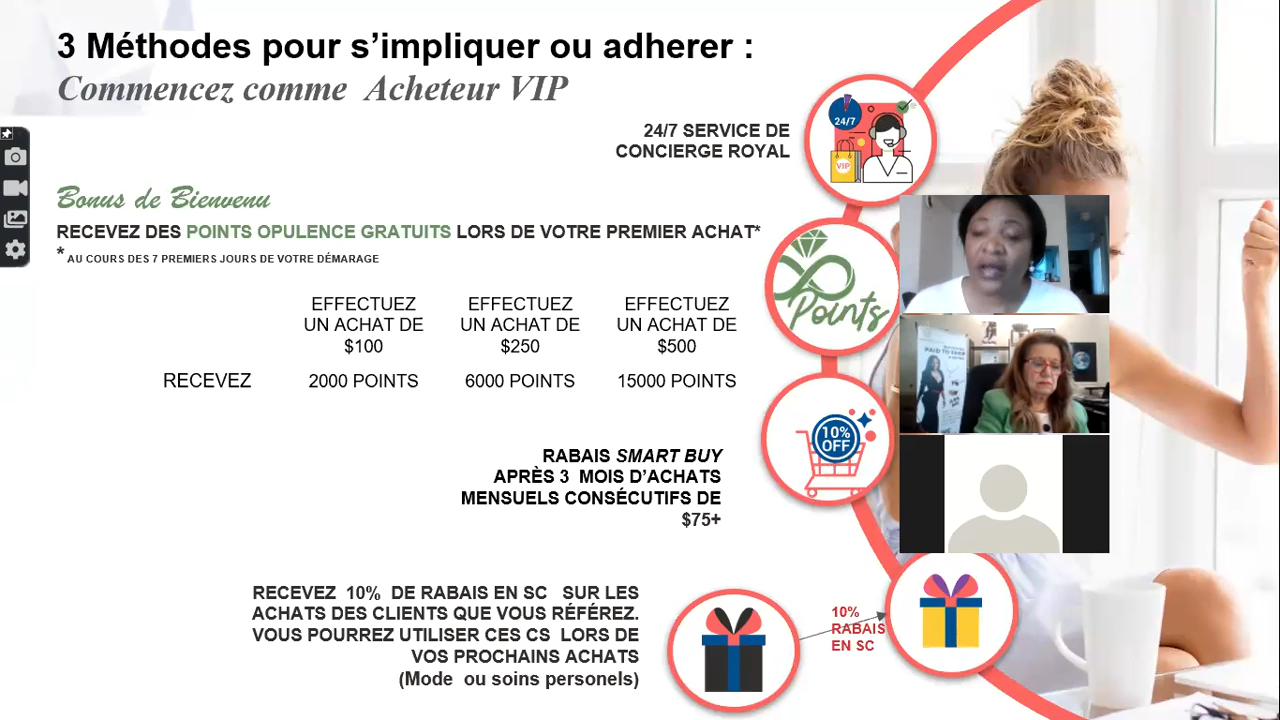 3 Méthodes pour s’impliquer ou adherer :
Commencez comme Acheteur VIP
24/7 SERVICE DE
CONCIERGE ROYAL
24/7
VIP
Bonus de Bienvenu
RECEVEZ DES POINTS OPULENCE GRATUITS LORS DE VOTRE PREMIER ACHAT*
* AU COURS DES 7 PREMIERS JOURS DE VOTRE DÉMARAGE
Points
EFFECTUEZ UN ACHAT DE $100
EFFECTUEZ UN ACHAT DE $250
EFFECTUEZ UN ACHAT DE $500
RECEVEZ 2000 POINTS 6000 POINTS 15000 POINTS
PAID TO SHOP
10%
OFF
RABAIS SMART BUY
APRÈS 3 MOIS D’ACHATS
MENSUELS CONSÉCUTIFS DE
$75+
RECEVEZ 10% DE RABAIS EN SC SUR LES
ACHATS DES CLIENTS QUE VOUS RÉFÉREZ.
VOUS POURREZ UTILISER CES CS LORS DE
VOS PROCHAINS ACHATS
(Mode ou soins personels)
10%
RABAIS
EN SC